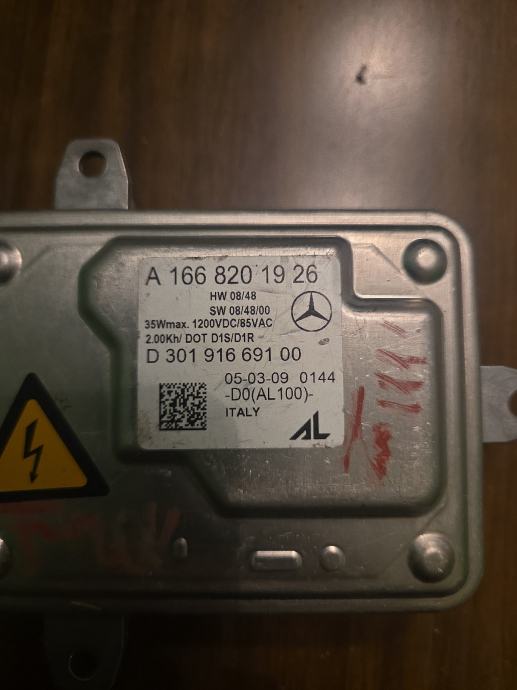 A 166 820 19 26
HW 08/48
SW 08/48/00
35Wmax. 1200VDC/85VAC
2.00Kh/ DOT D1S/D1R
D 301 916 691 00
05-03-09 0144
-D0(AL100)-
ITALY
AL